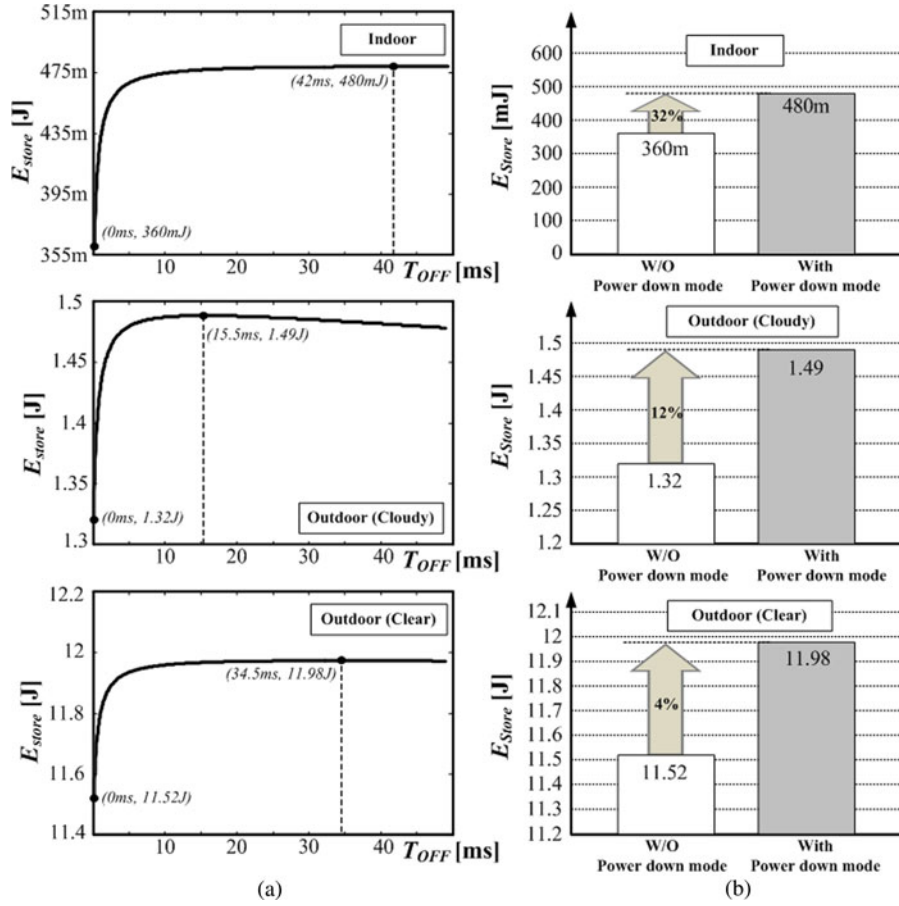 515m
475m
435m
395m
355m
E_store [J]
Indoor
(42ms, 480mJ)
(0ms, 360mJ)
10 20 30 40 T_OFF [ms]
600
500
400
300
200
100
0
E_Store [mJ]
Indoor
32%
360m
480m
W/O
Power down mode
With
Power down mode
1.5
1.45
1.4
1.35
1.3
E_store [J]
(15.5ms, 1.49J)
(0ms, 1.32J)
Outdoor (Cloudy)
0 10 20 30 40 T_OFF [ms]
Outdoor (Cloudy)
1.5
1.45
1.4
1.35
1.3
1.25
1.2
E_Store [J]
12%
1.32
1.49
W/O
Power down mode
With
Power down mode
12.2
12
11.8
11.6
11.4
E_store [J]
Outdoor (Clear)
(34.5ms, 11.98J)
(0ms, 11.52J)
0 10 20 30 40 T_OFF [ms]
12.1
12
11.9
11.8
11.7
11.6
11.5
11.4
11.3
11.2
E_Store [J]
Outdoor (Clear)
4%
11.52
11.98
W/O
Power down mode
With
Power down mode
(a)
(b)